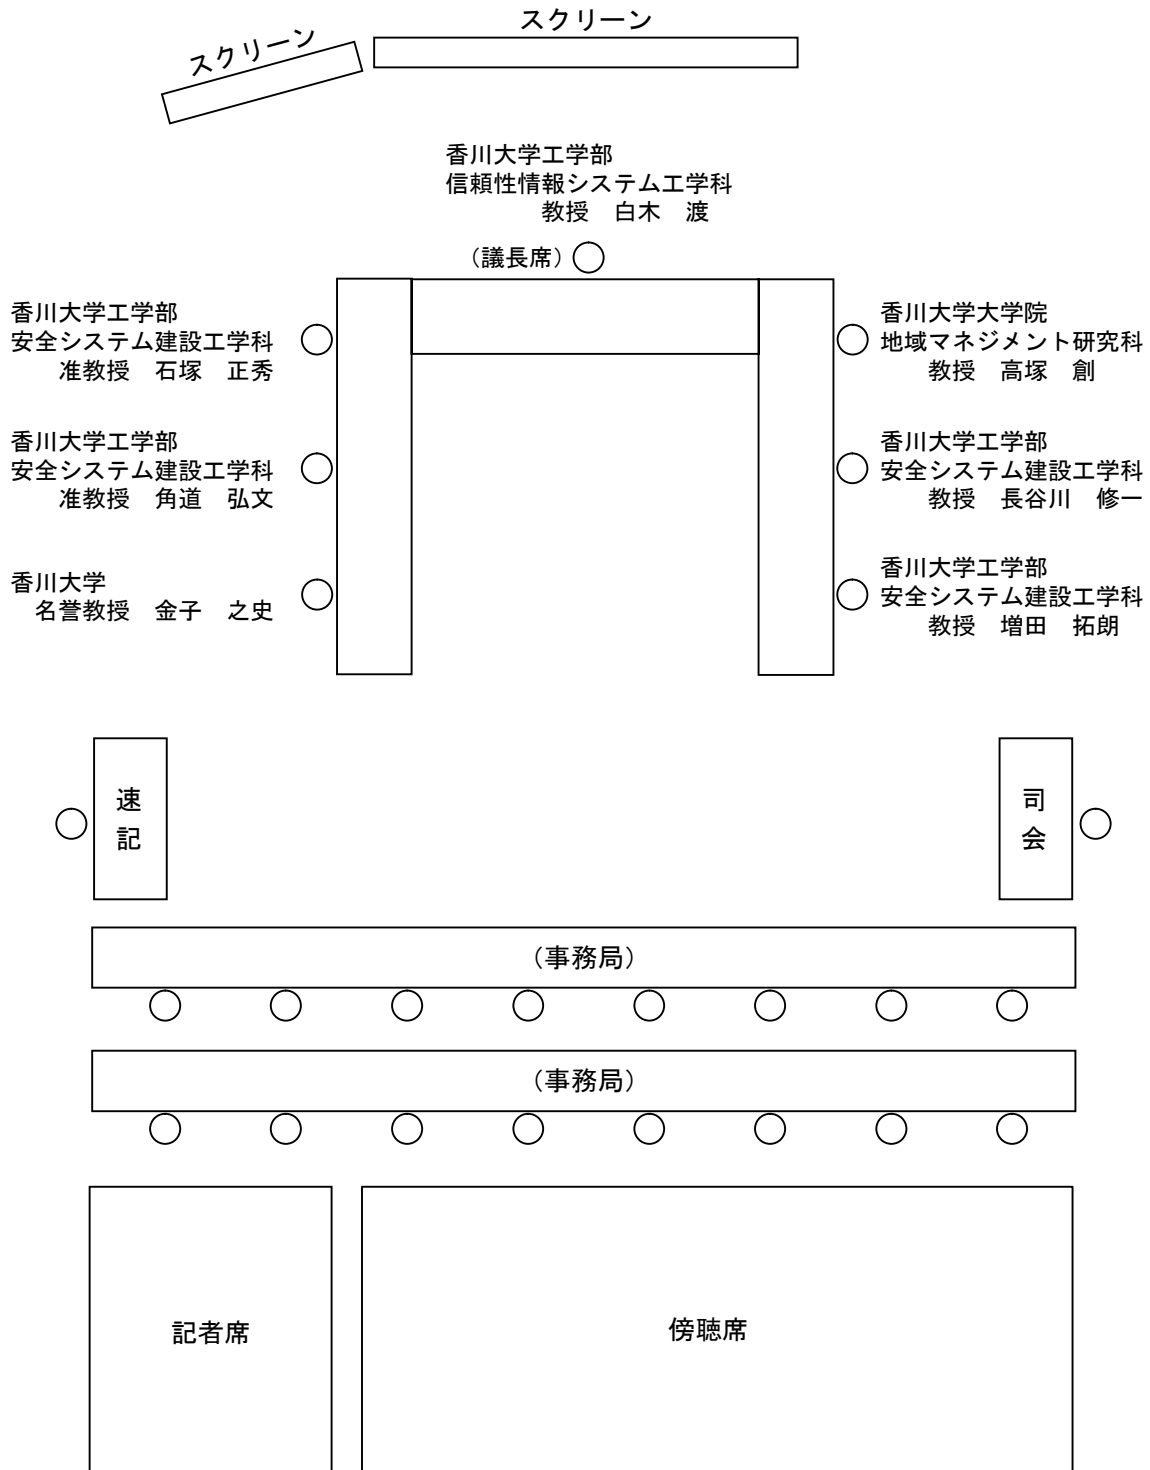 スクリーン
スクリーン
香川大学工学部
信頼性情報システム工学科
教授　白木　渡
（議長席）
香川大学工学部
安全システム建設工学科
准教授　石塚　正秀
香川大学工学部
安全システム建設工学科
准教授　角道　弘文
香川大学
名誉教授　金子　之史
香川大学大学院
地域マネジメント研究科
教授　高塚　創
香川大学工学部
安全システム建設工学科
教授　長谷川　修一
香川大学工学部
安全システム建設工学科
教授　増田　拓朗
速記
司会
（事務局）
（事務局）
記者席
傍聴席